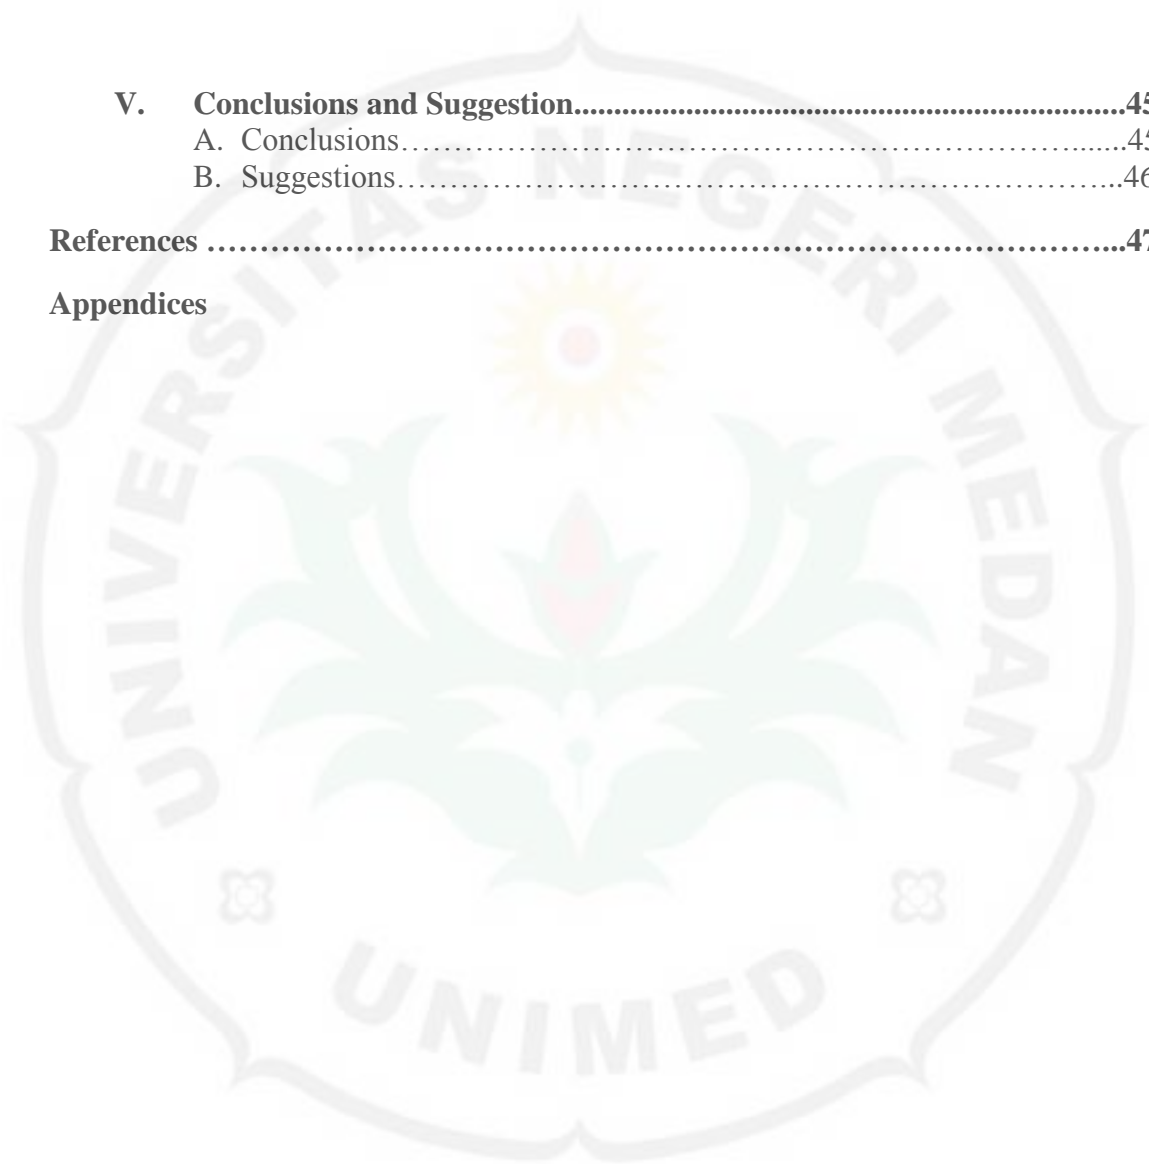 V. Conclusions and Suggestion...................................................................45
A. Conclusions……………………………………………………….......45
B. Suggestions…………………………………………………………...46
References …………………………………………………………………………...47
Appendices
UNIVERSITAS NEGERI MEDAN
UNIMED